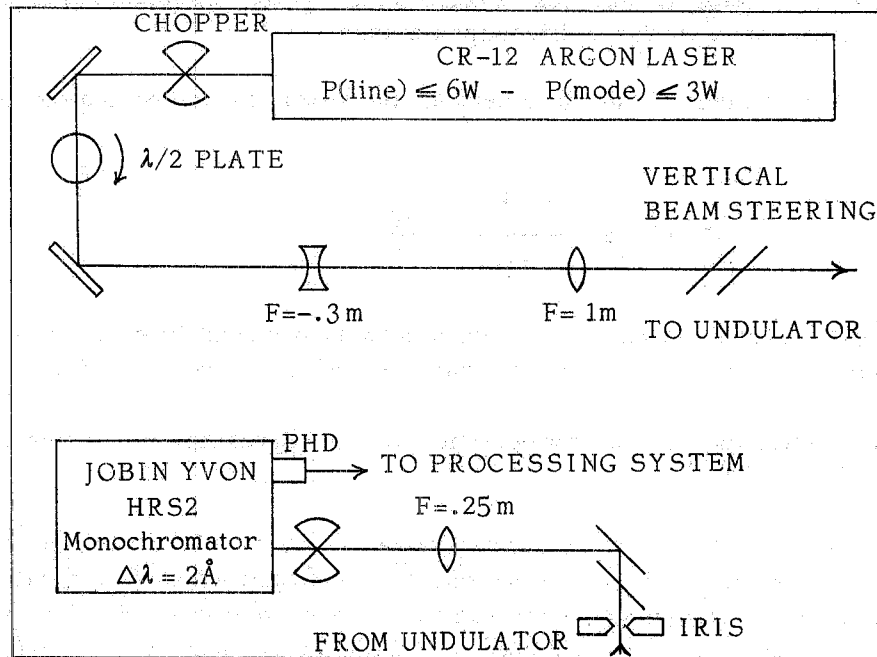 CHOPPER
CR-12 ARGON LASER
P(line) ≤ 6W - P(mode) ≤ 3W
λ/2 PLATE
VERTICAL
BEAM STEERING
F=-.3m
F= 1m
TO UNDULATOR
PHD
TO PROCESSING SYSTEM
JOBIN YVON
HRS2
Monochromator
Δλ = 2Å
F=.25m
FROM UNDULATOR
IRIS